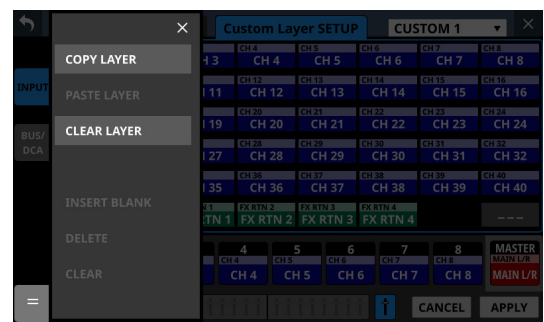 Custom Layer SETUP CUSTOM 1
COPY LAYER
PASTE LAYER
CLEAR LAYER
INSERT BLANK
DELETE
CLEAR
INPUT
BUS/
DCA
CH 4 CH 5 CH 6 CH 7 CH 8
H 3 CH 4 CH 5 CH 6 CH 7 CH 8
CH 12 CH 13 CH 14 CH 15 CH 16
11 CH 12 CH 13 CH 14 CH 15 CH 16
CH 20 CH 21 CH 22 CH 23 CH 24
19 CH 20 CH 21 CH 22 CH 23 CH 24
CH 28 CH 29 CH 30 CH 31 CH 32
27 CH 28 CH 29 CH 30 CH 31 CH 32
CH 36 CH 37 CH 38 CH 39 CH 40
35 CH 36 CH 37 CH 38 CH 39 CH 40
N 1 FX RTN 2 FX RTN 3 FX RTN 4
RTN 1 FX RTN 2 FX RTN 3 FX RTN 4 ---
4 5 6 7 8 MASTER
CH 4 CH 5 CH 6 CH 7 CH 8 MAIN L/R
CH 4 CH 5 CH 6 CH 7 CH 8 MAIN L/R
CANCEL APPLY